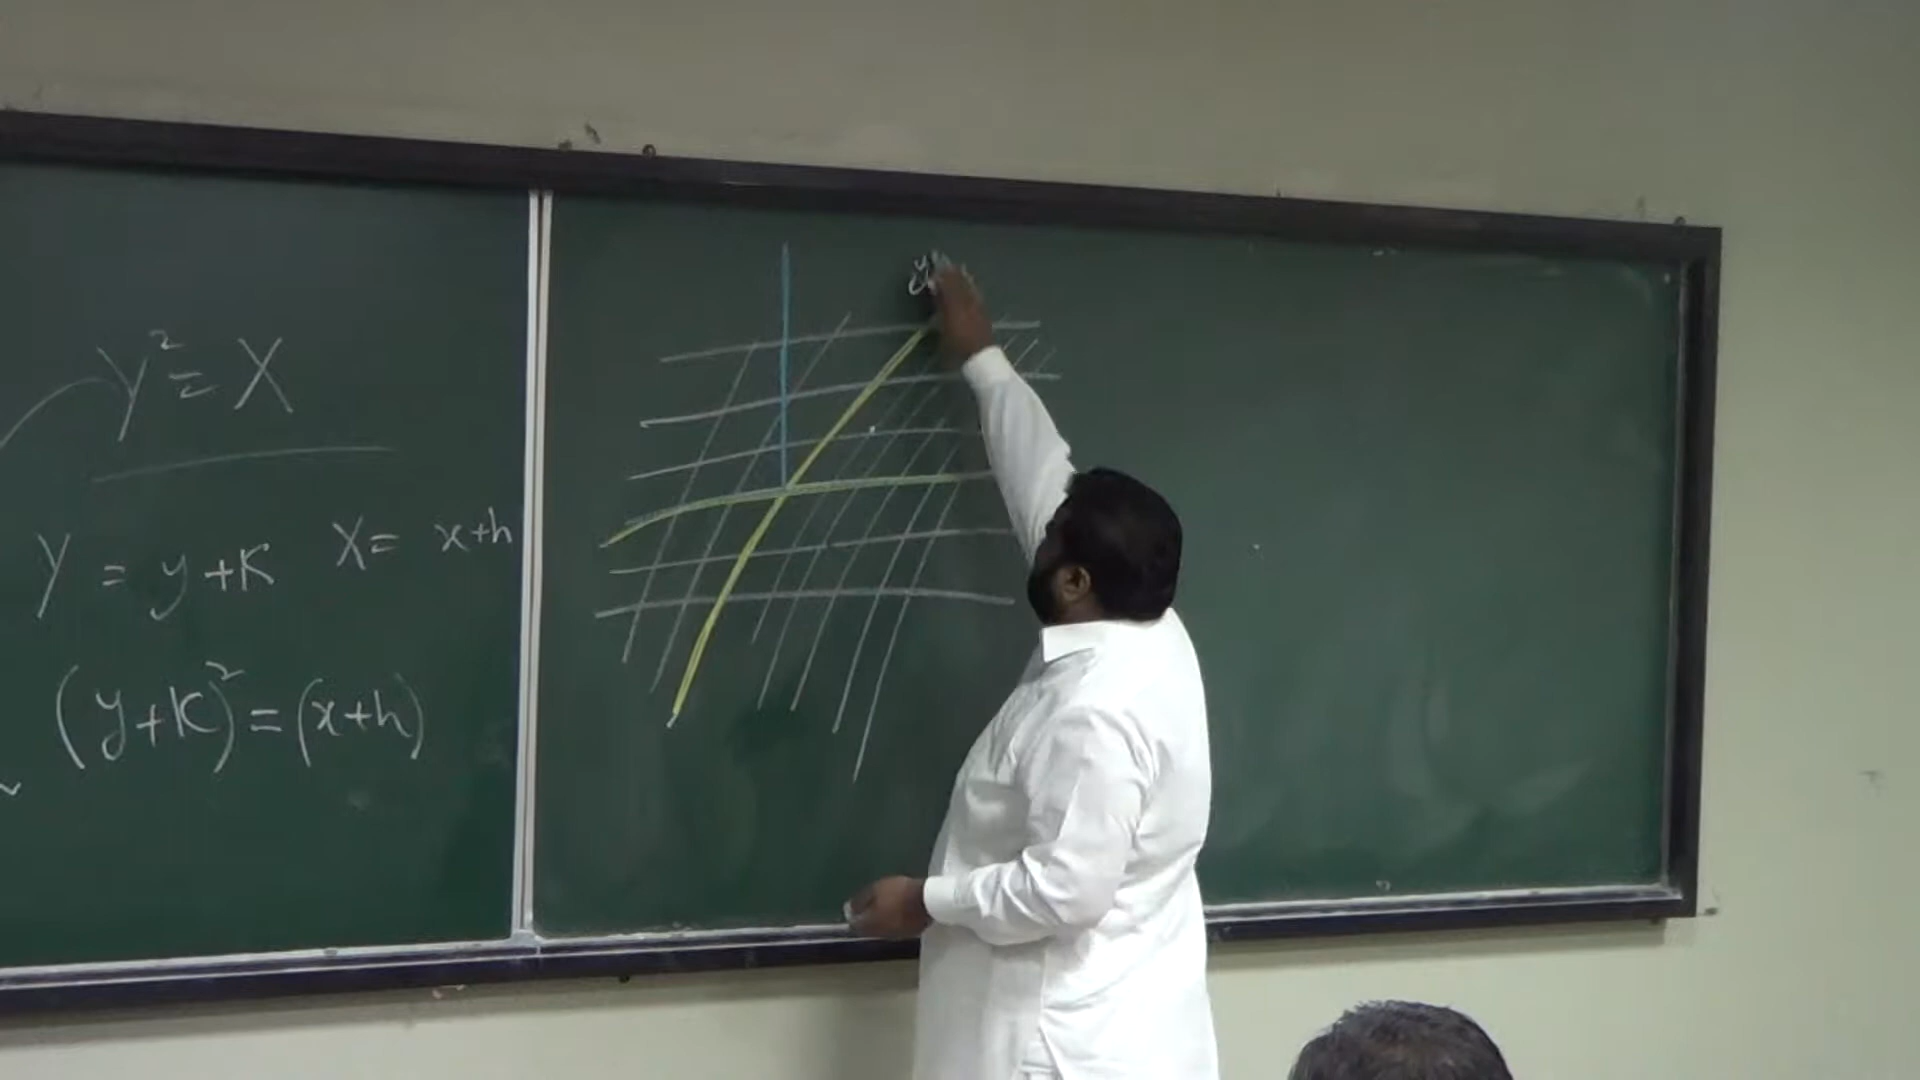 Y² = X
Y = y+K X = x+h
(y+K)² = (x+h)
y